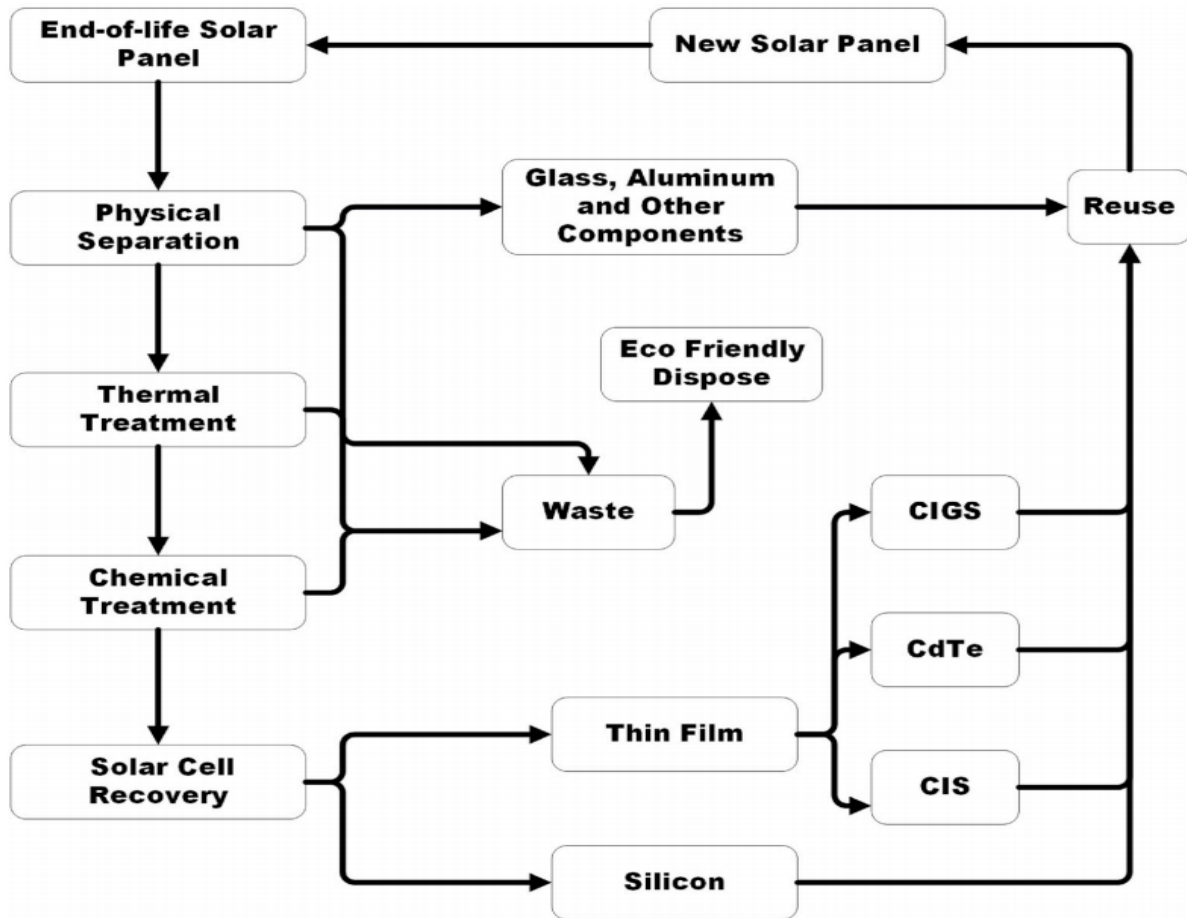 End-of-life Solar
Panel
New Solar Panel
Physical
Separation
Glass, Aluminum
and Other
Components
Reuse
Thermal
Treatment
Eco Friendly
Dispose
Waste
CIGS
Chemical
Treatment
CdTe
Thin Film
Solar Cell
Recovery
CIS
Silicon